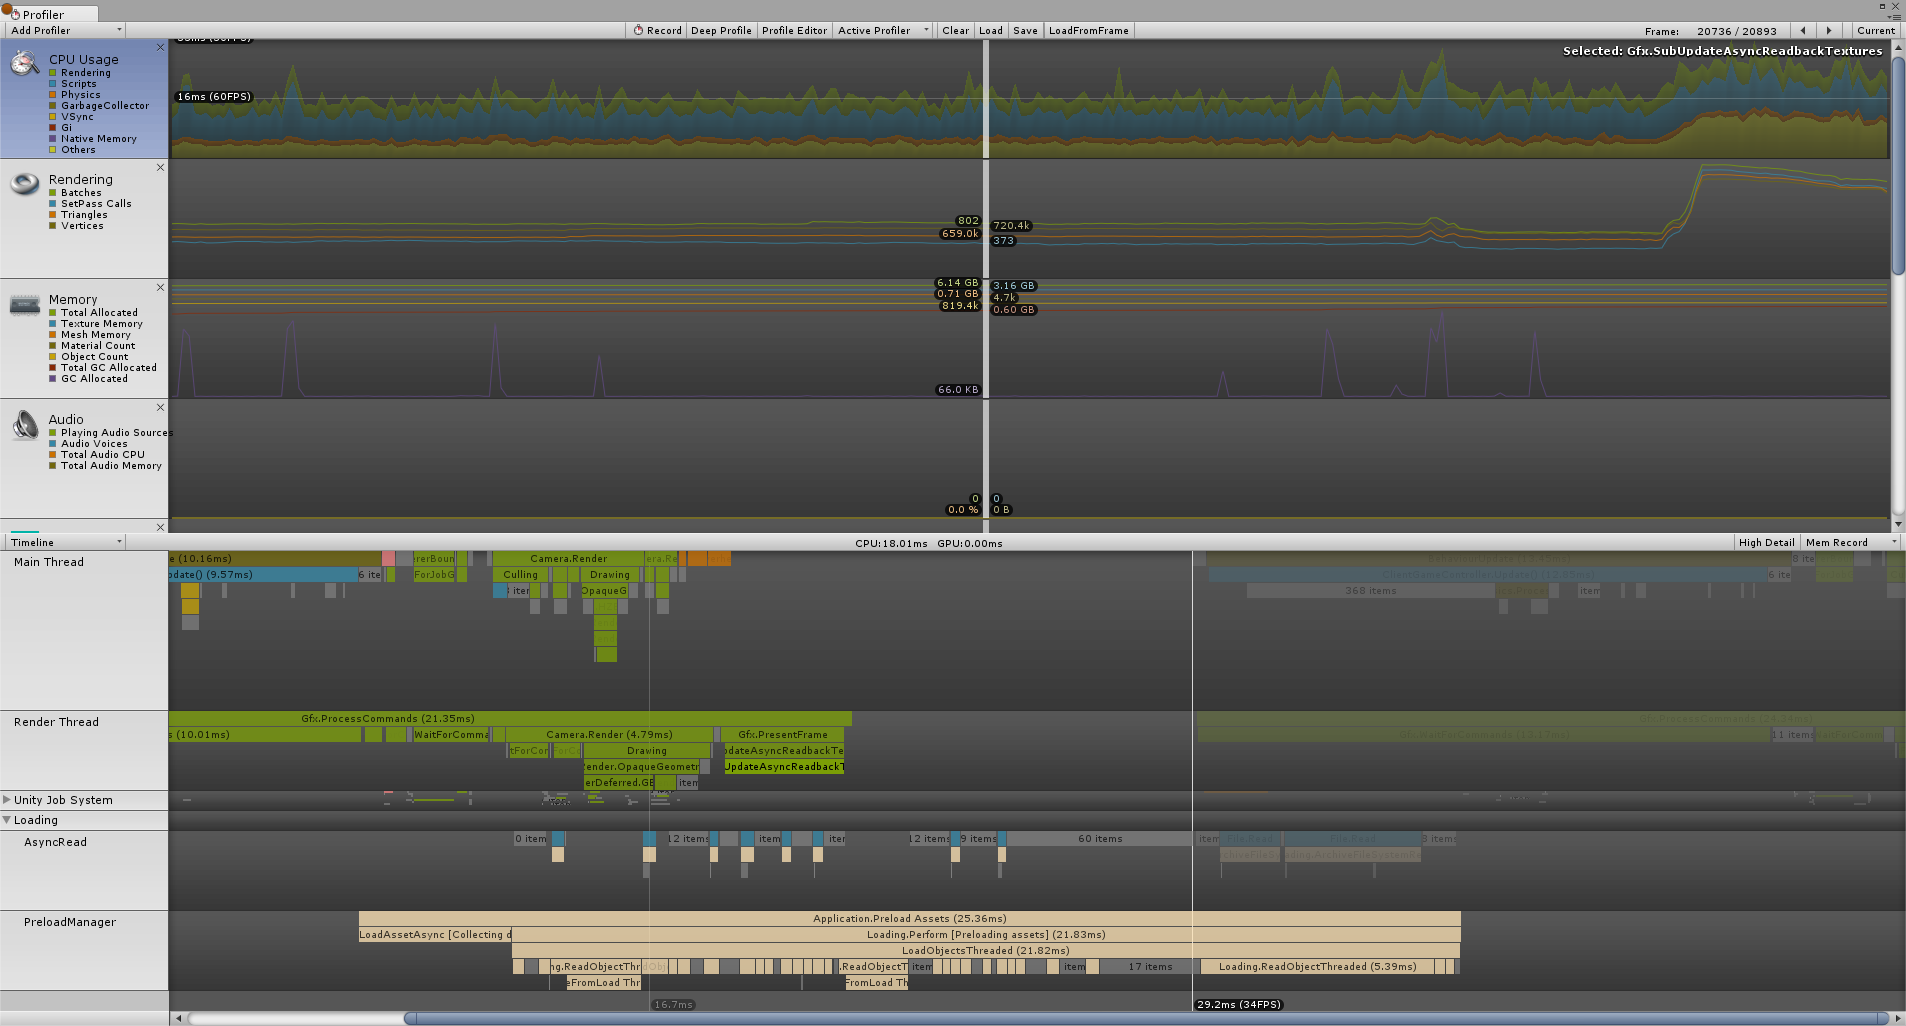 Profiler
Add Profiler
Record Deep Profile Profile Editor Active Profiler Clear Load Save LoadFromFrame Frame: 20736 / 20893 Current
CPU Usage
Rendering
Scripts
Physics
GarbageCollector
VSync
Gi
Native Memory
Others
16ms (60FPS)
Selected: Gfx.SubUpdateAsyncReadbackTextures
Rendering
Batches
SetPass Calls
Triangles
Vertices
802
659.0k
720.4k
373
Memory
Total Allocated
Texture Memory
Mesh Memory
Material Count
Object Count
Total GC Allocated
GC Allocated
6.14 GB
0.71 GB
819.4k
3.16 GB
4.7k
0.60 GB
66.0 KB
Audio
Playing Audio Sources
Audio Voices
Total Audio CPU
Total Audio Memory
0
0.0 %
0
0 B
Timeline CPU:18.01ms GPU:0.00ms High Detail Mem Record
Main Thread
e (10.16ms) rerBoun Camera.Render era.Re
pdate() (9.57ms) 6 ite ForJobG Culling Drawing ClientGameController.Update() 6 ite
iten OpaqueG 368 items item
Render Thread
Gfx.ProcessCommands (21.35ms)
s (10.01ms) WaitForComma Camera.Render (4.79ms) Gfx.PresentFrame 11 items
tForCor Drawing pdateAsyncReadbackTe
ender.OpaqueGeometr UpdateAsyncReadbackT
erDeferred.GB item
Unity Job System
Loading
AsyncRead
0 item 12 items item iter 12 items 9 items 60 items item File.Read File.Read 8 items
PreloadManager
Application.Preload Assets (25.36ms)
LoadAssetAsync [Collecting d Loading.Perform [Preloading assets] (21.83ms)
LoadObjectsThreaded (21.82ms)
ng.ReadObjectThr .ReadObjectT item item 17 items Loading.ReadObjectThreaded (5.39ms)
eFromLoad Thr FromLoad Th
16.7ms 29.2ms (34FPS)